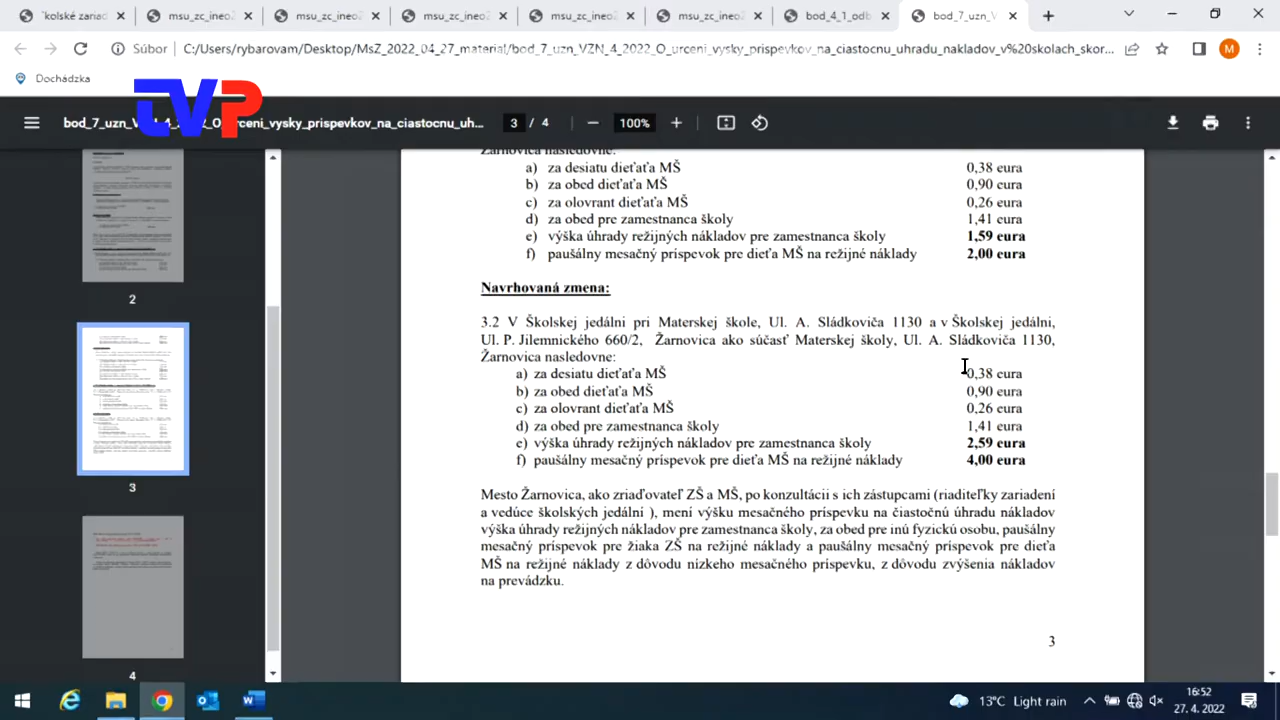 'kolské zariad
msu_zc_ineo2
msu_zc_ineo2
msu_zc_ineo2
msu_zc_ineo2
msu_zc_ineo2
bod_4_1_odb
bod_7_uzn_V
Súbor
C:/Users/rybarovam/Desktop/MsZ_2022_04_27_material/bod_7_uzn_VZN_4_2022_O_urceni_vysky_prispevkov_na_ciastocnu_uhradu_nakladov_v%20skolach_skor...
M
Dochádzka
TVP
bod_7_uzn_VZN_4_2022_O_urceni_vysky_prispevkov_na_ciastocnu_uh...
3 / 4
100%
2
3
4
Žarnovica nasledovne:
a) za desiatu dieťaťa MŠ 0,38 eura
b) za obed dieťaťa MŠ 0,90 eura
c) za olovrant dieťaťa MŠ 0,26 eura
d) za obed pre zamestnanca školy 1,41 eura
e) výška úhrady režijných nákladov pre zamestnanca školy 1,59 eura
f) paušálny mesačný príspevok pre dieťa MŠ na režijné náklady 2,00 eura
Navrhovaná zmena:
3.2 V Školskej jedálni pri Materskej škole, Ul. A. Sládkoviča 1130 a v Školskej jedálni,
Ul. P. Jilemnického 660/2, Žarnovica ako súčasť Materskej školy, Ul. A. Sládkoviča 1130,
Žarnovica nasledovne:
a) za desiatu dieťaťa MŠ 0,38 eura
b) za obed dieťaťa MŠ 0,90 eura
c) za olovrant dieťaťa MŠ 0,26 eura
d) za obed pre zamestnanca školy 1,41 eura
e) výška úhrady režijných nákladov pre zamestnanca školy 2,59 eura
f) paušálny mesačný príspevok pre dieťa MŠ na režijné náklady 4,00 eura
Mesto Žarnovica, ako zriaďovateľ ZŠ a MŠ, po konzultácii s ich zástupcami (riaditeľky zariadení
a vedúce školských jedální ), mení výšku mesačného príspevku na čiastočnú úhradu nákladov
výška úhrady režijných nákladov pre zamestnanca školy, za obed pre inú fyzickú osobu, paušálny
mesačný príspevok pre žiaka ZŠ na režijné náklady a paušálny mesačný príspevok pre dieťa
MŠ na režijné náklady z dôvodu nízkeho mesačného príspevku, z dôvodu zvýšenia nákladov
na prevádzku.
3
13°C Light rain
16:52
27. 4. 2022